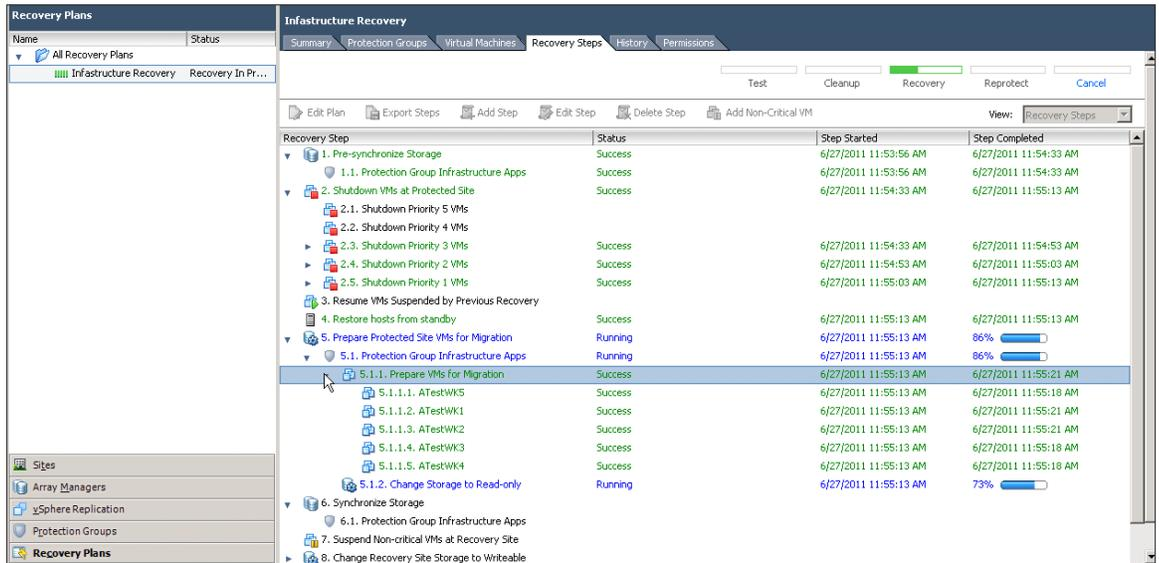 Recovery Plans
Name Status
All Recovery Plans
Infastructure Recovery Recovery In Pr...
Sites
Array Managers
vSphere Replication
Protection Groups
Recovery Plans
Infastructure Recovery
Summary Protection Groups Virtual Machines Recovery Steps History Permissions
Test Cleanup Recovery Reprotect Cancel
Edit Plan Export Steps Add Step Edit Step Delete Step Add Non-Critical VM View: Recovery Steps
Recovery Step Status Step Started Step Completed
1. Pre-synchronize Storage Success 6/27/2011 11:53:56 AM 6/27/2011 11:54:33 AM
1.1. Protection Group Infrastructure Apps Success 6/27/2011 11:53:56 AM 6/27/2011 11:54:33 AM
2. Shutdown VMs at Protected Site Success 6/27/2011 11:54:33 AM 6/27/2011 11:55:13 AM
2.1. Shutdown Priority 5 VMs
2.2. Shutdown Priority 4 VMs
2.3. Shutdown Priority 3 VMs Success 6/27/2011 11:54:33 AM 6/27/2011 11:54:53 AM
2.4. Shutdown Priority 2 VMs Success 6/27/2011 11:54:53 AM 6/27/2011 11:55:03 AM
2.5. Shutdown Priority 1 VMs Success 6/27/2011 11:55:03 AM 6/27/2011 11:55:13 AM
3. Resume VMs Suspended by Previous Recovery
4. Restore hosts from standby Success 6/27/2011 11:55:13 AM 6/27/2011 11:55:13 AM
5. Prepare Protected Site VMs for Migration Running 6/27/2011 11:55:13 AM 86%
5.1. Protection Group Infrastructure Apps Running 6/27/2011 11:55:13 AM 86%
5.1.1. Prepare VMs for Migration Success 6/27/2011 11:55:13 AM 6/27/2011 11:55:21 AM
5.1.1.1. ATestWK5 Success 6/27/2011 11:55:13 AM 6/27/2011 11:55:18 AM
5.1.1.2. ATestWK1 Success 6/27/2011 11:55:13 AM 6/27/2011 11:55:21 AM
5.1.1.3. ATestWK2 Success 6/27/2011 11:55:13 AM 6/27/2011 11:55:21 AM
5.1.1.4. ATestWK3 Success 6/27/2011 11:55:13 AM 6/27/2011 11:55:18 AM
5.1.1.5. ATestWK4 Success 6/27/2011 11:55:13 AM 6/27/2011 11:55:18 AM
5.1.2. Change Storage to Read-only Running 6/27/2011 11:55:13 AM 73%
6. Synchronize Storage
6.1. Protection Group Infrastructure Apps
7. Suspend Non-critical VMs at Recovery Site
8. Change Recovery Site Storage to Writeable